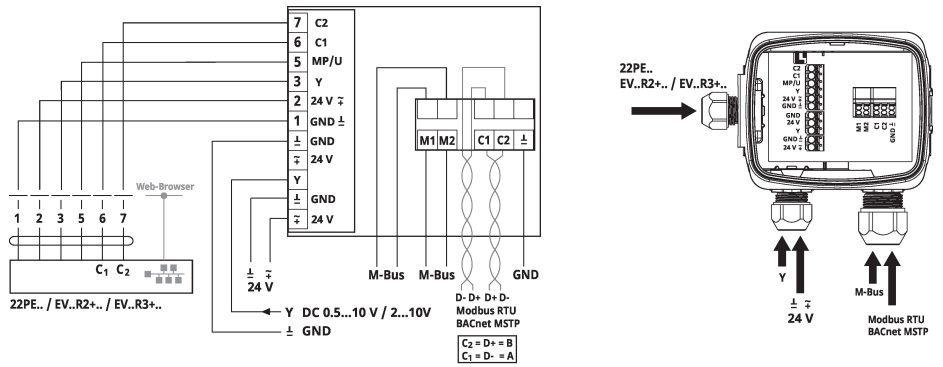 7 C2
6 C1
5 MP/U
3 Y
2 24 V ⎓~
1 GND ⊥
⊥ GND
⎓~ 24 V
Y
⊥ GND
⎓~ 24 V
M1 M2 C1 C2 ⊥
Web-Browser
1 2 3 5 6 7
C1 C2
22PE.. / EV..R2+.. / EV..R3+..
⊥ ⎓~
24 V
M-Bus M-Bus GND
Y DC 0.5...10 V / 2...10V
⊥ GND
D- D+ D+ D-
Modbus RTU
BACnet MSTP
C2 = D+ = B
C1 = D- = A
22PE..
EV..R2+.. / EV..R3+..
C2
C1
MP/U
Y
24 V ⎓~
GND ⊥
GND
24 V
Y
GND ⊥
24 V ⎓~
M1
M2
C1
C2
GND ⊥
Y
⊥ ⎓~
24 V
M-Bus
Modbus RTU
BACnet MSTP